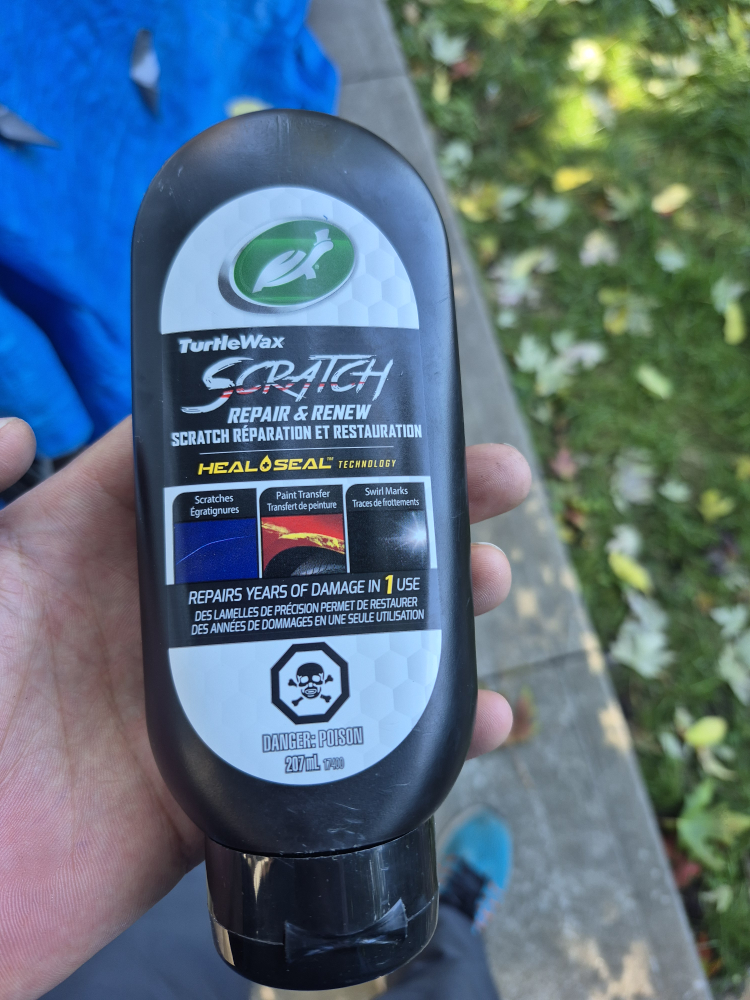 TurtleWax
SCRATCH
REPAIR & RENEW
SCRATCH RÉPARATION ET RESTAURATION
HEAL SEAL™ TECHNOLOGY
Scratches
Égratignures
Paint Transfer
Transfert de peinture
Swirl Marks
Traces de frottements
REPAIRS YEARS OF DAMAGE IN 1 USE
DES LAMELLES DE PRÉCISION PERMET DE RESTAURER
DES ANNÉES DE DOMMAGES EN UNE SEULE UTILISATION
DANGER: POISON
207 mL